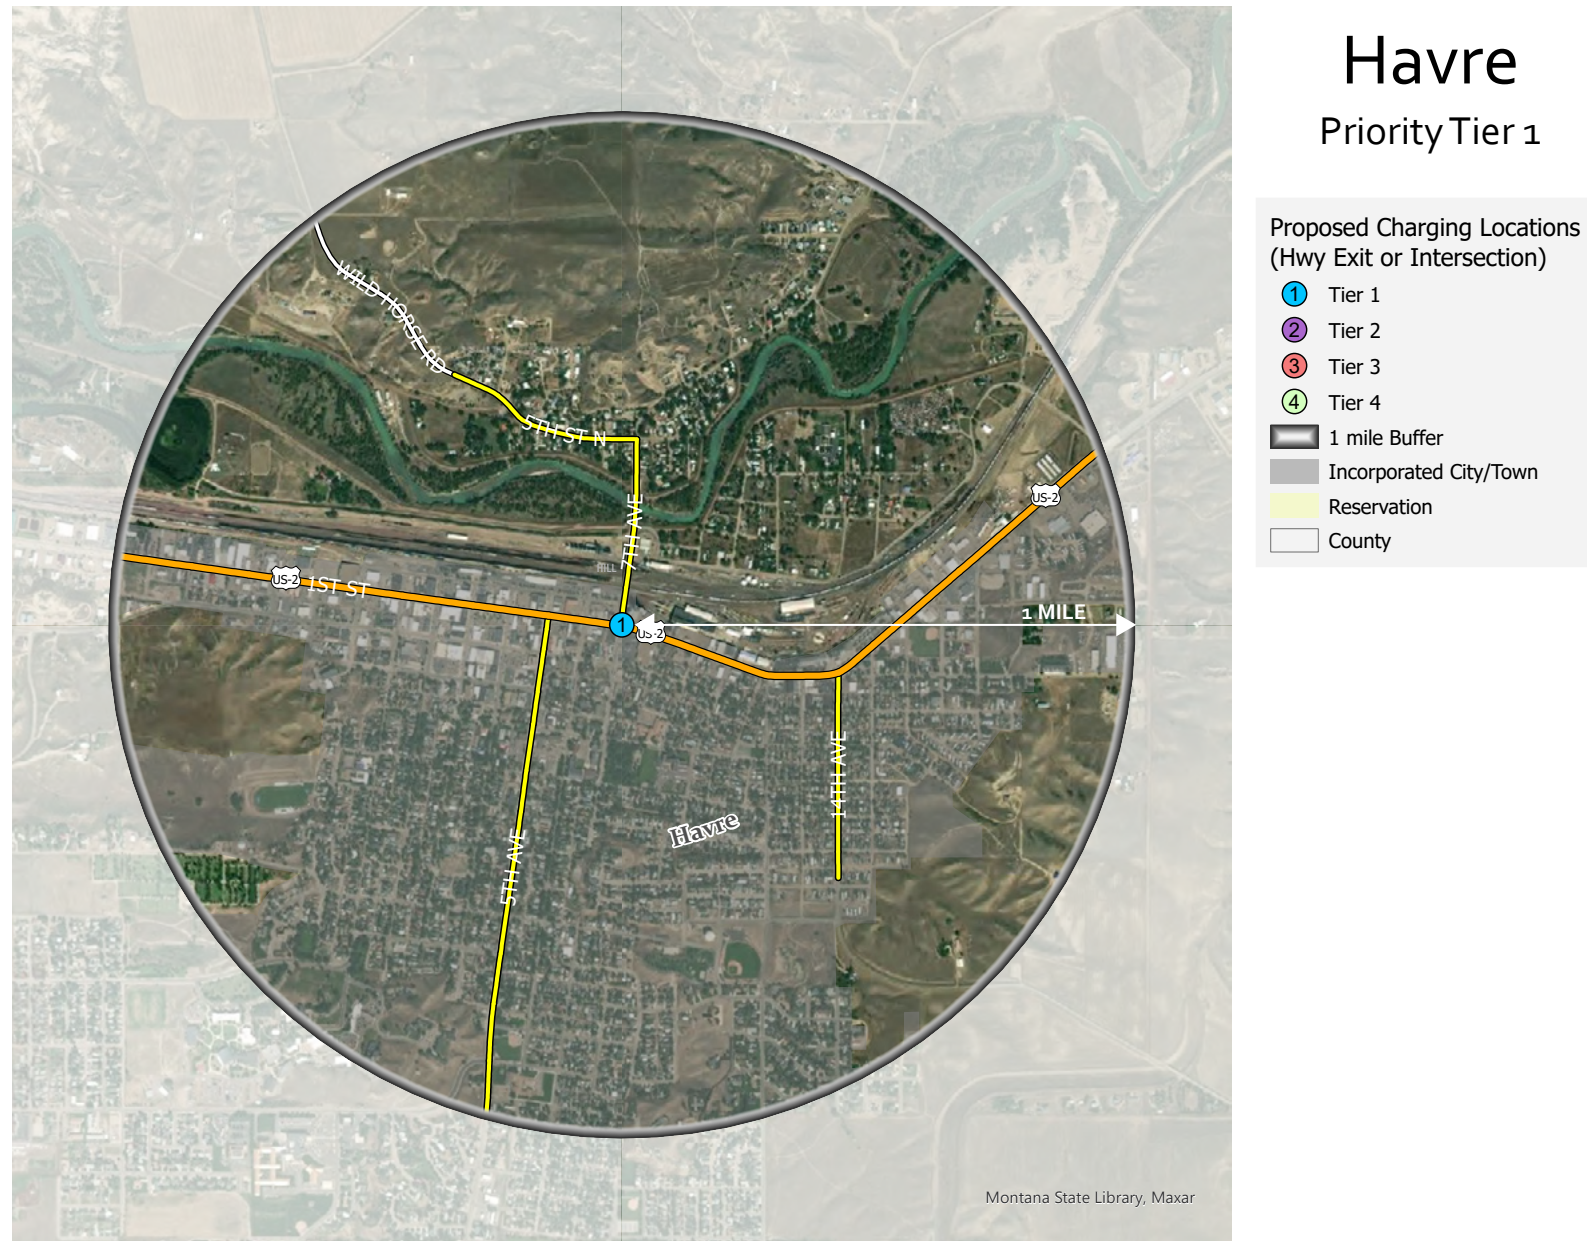 Havre
Priority Tier 1
Proposed Charging Locations
(Hwy Exit or Intersection)
1 Tier 1
2 Tier 2
3 Tier 3
4 Tier 4
1 mile Buffer
Incorporated City/Town
Reservation
County
WILD HORSE RD
5TH ST N
7TH AVE
US-2
HILL
US-2
1ST ST
1
US-2
1 MILE
14TH AVE
Havre
5TH AVE
Montana State Library, Maxar